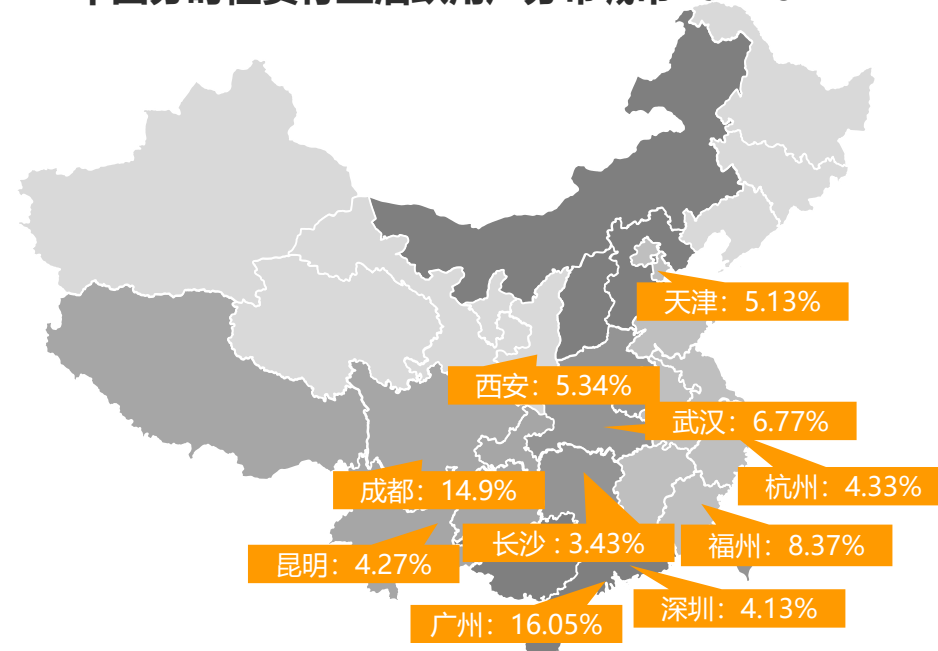 天津：5.13%
西安：5.34%
武汉：6.77%
杭州：4.33%
成都：14.9%
长沙：3.43%
福州：8.37%
昆明：4.27%
深圳：4.13%
广州：16.05%